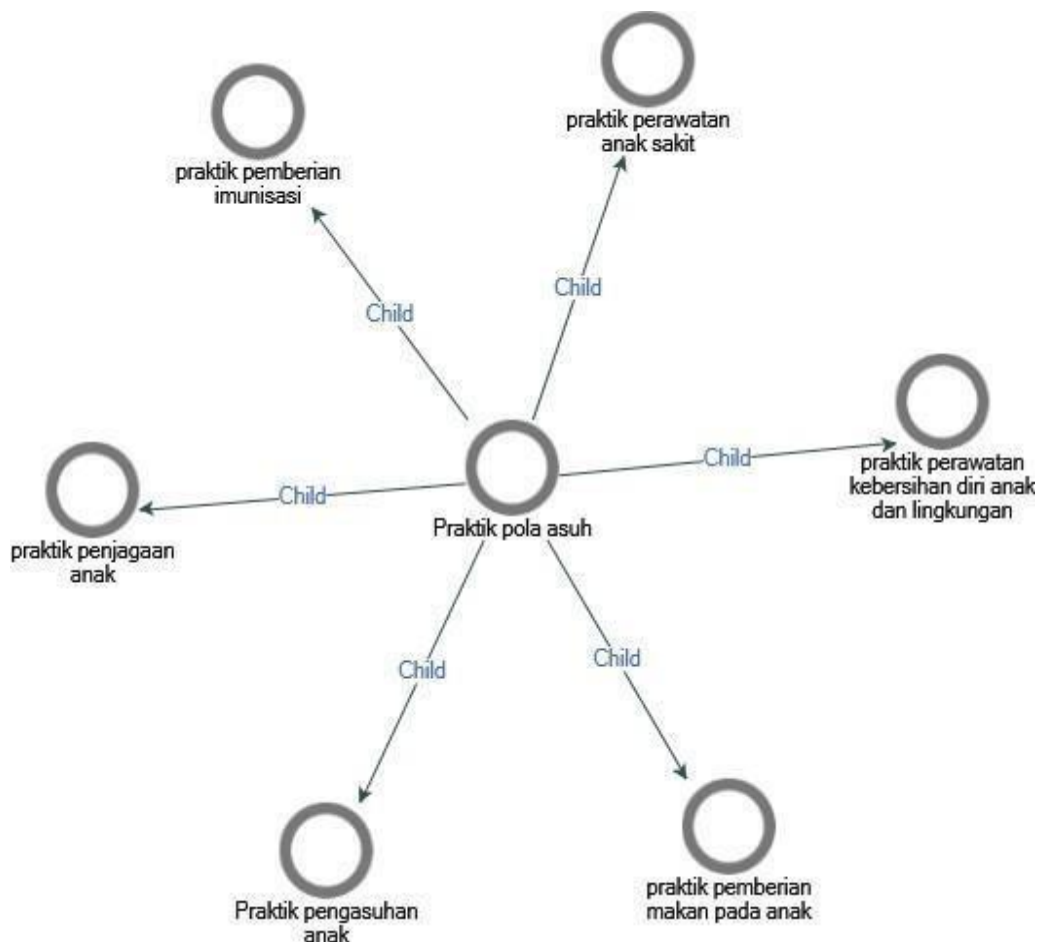 praktik perawatan
anak sakit
praktik pemberian
imunisasi
Child
Child
praktik perawatan
kebersihan diri anak
dan lingkungan
Child
Child
Praktik pola asuh
praktik penjagaan
anak
Child
Child
praktik pemberian
makan pada anak
Praktik pengasuhan
anak